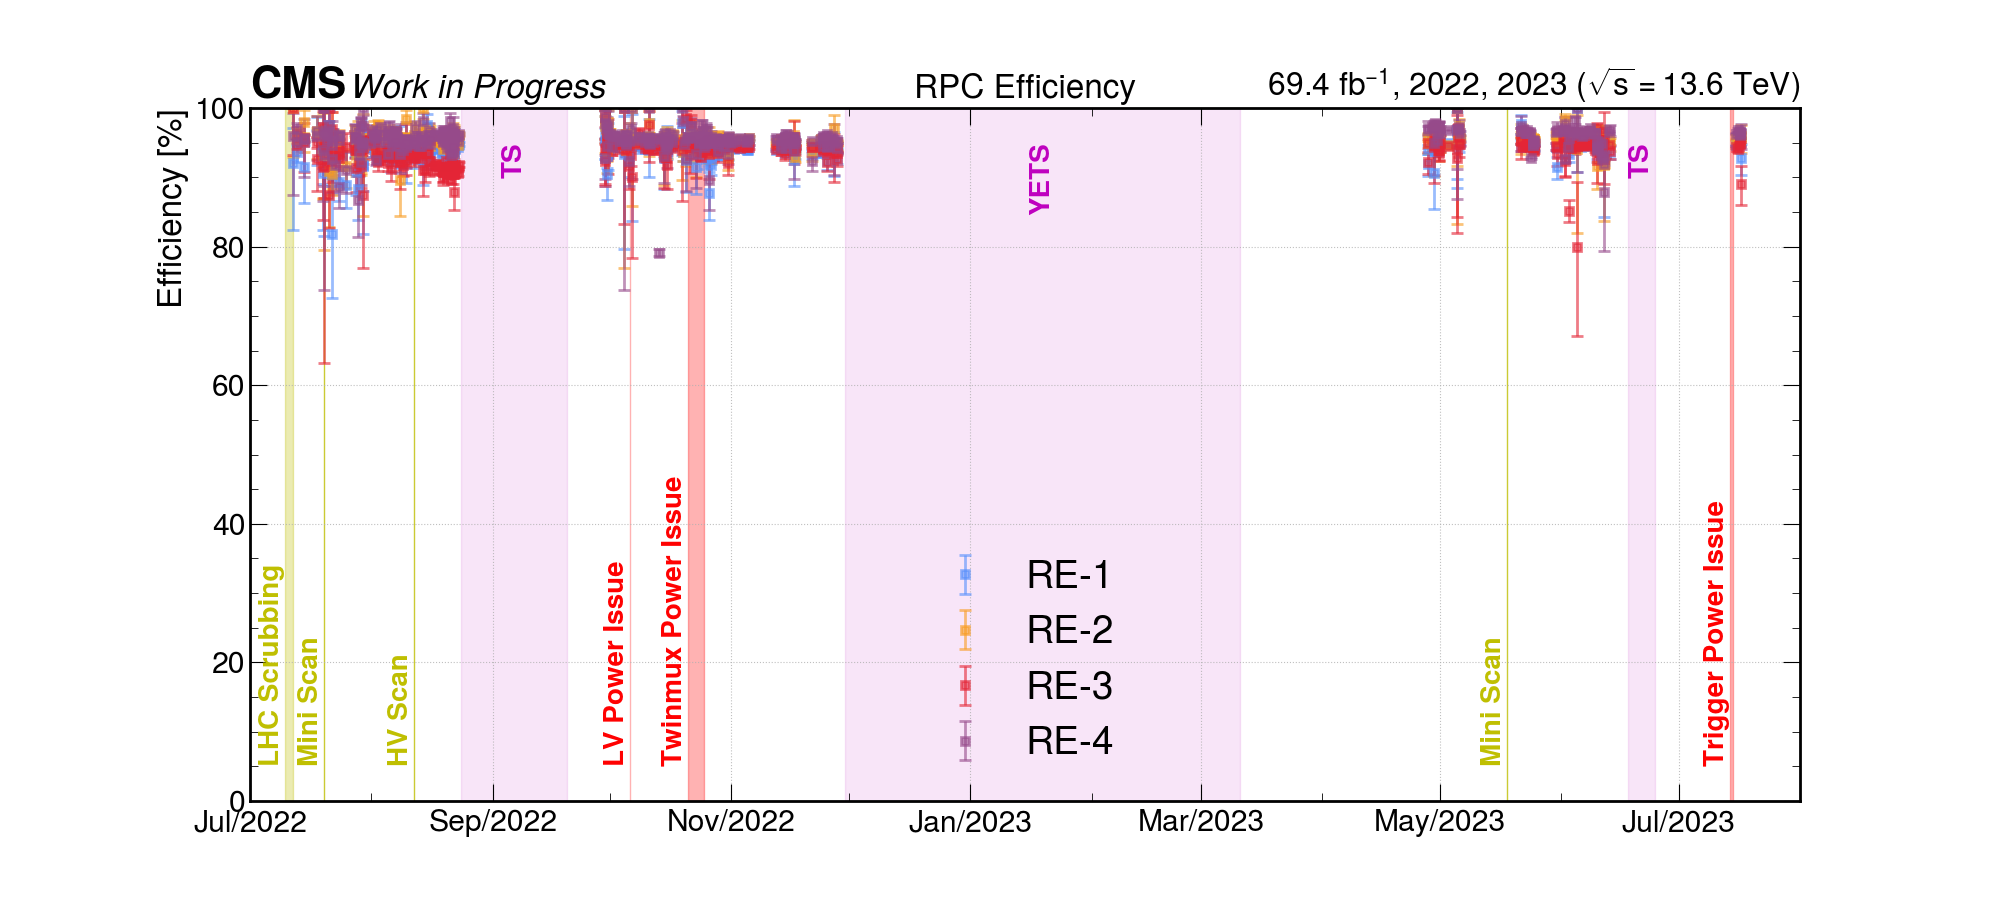 CMS Work in Progress
RPC Efficiency
69.4 fb⁻¹, 2022, 2023 (√s = 13.6 TeV)
Efficiency [%]
100
80
60
40
20
0
Jul/2022
Sep/2022
Nov/2022
Jan/2023
Mar/2023
May/2023
Jul/2023
LHC Scrubbing
Mini Scan
HV Scan
TS
LV Power Issue
Twinmux Power Issue
YETS
Mini Scan
TS
Trigger Power Issue
RE-1
RE-2
RE-3
RE-4